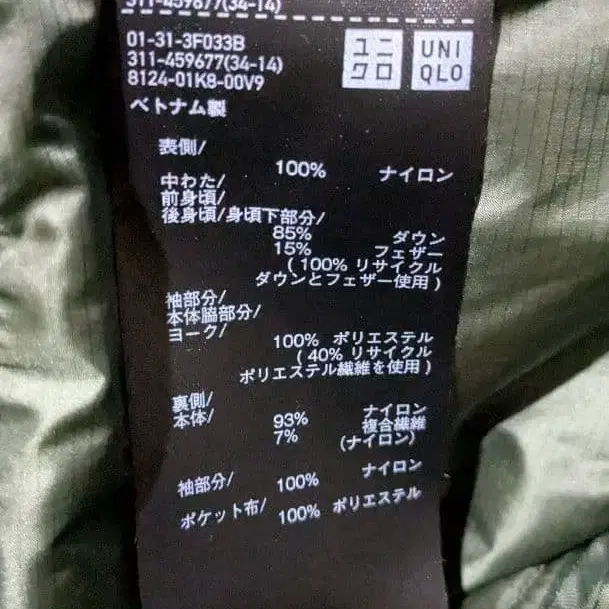 311-459677(34-14)
01-31-3F033B
311-459677(34-14)
8124-01K8-00V9
ユニ
クロ
UNI
QLO
ベトナム製
表側/
100% ナイロン
中わた/
前身頃/
後身頃/身頃下部分/
85% ダウン
15% フェザー
(100% リサイクル
ダウンとフェザー使用)
袖部分/
本体脇部分/
ヨーク/
100% ポリエステル
(40% リサイクル
ポリエステル繊維を使用)
裏側/
本体/
93% ナイロン
7% 複合繊維
(ナイロン)
袖部分/
100% ナイロン
ポケット布/
100% ポリエステル